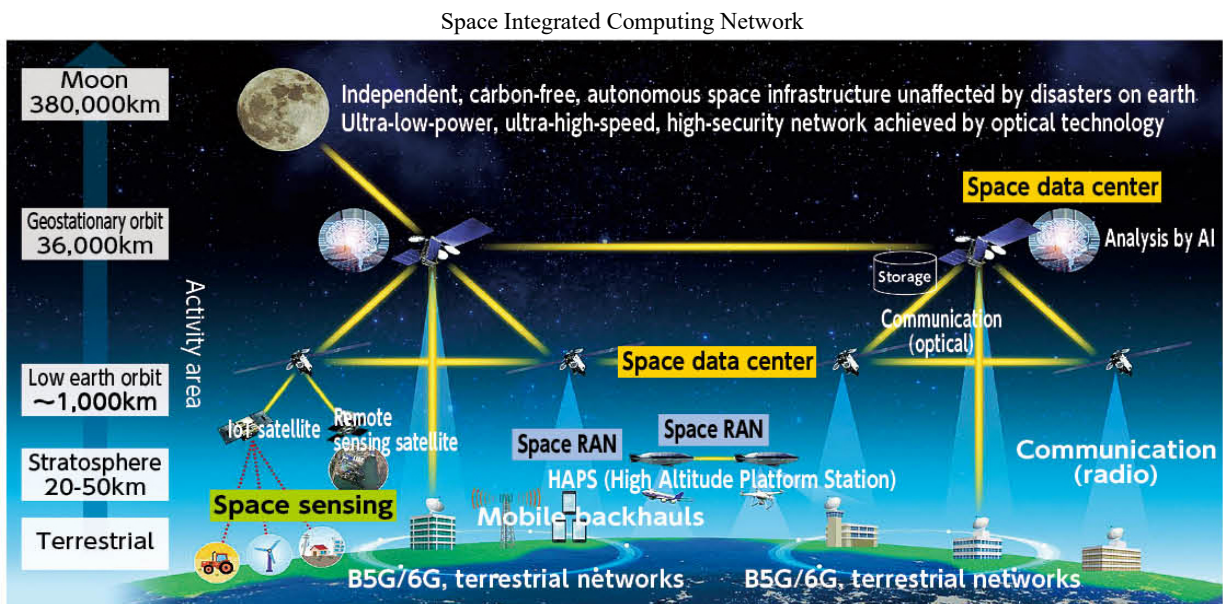 Space Integrated Computing Network
Moon
380,000km
Independent, carbon-free, autonomous space infrastructure unaffected by disasters on earth
Ultra-low-power, ultra-high-speed, high-security network achieved by optical technology
Space data center
Geostationary orbit
36,000km
Analysis by AI
Storage
Activity area
Communication
(optical)
Space data center
Low earth orbit
~1,000km
IoT satellite
Remote
sensing satellite
Space RAN
Space RAN
Communication
(radio)
Stratosphere
20-50km
HAPS (High Altitude Platform Station)
Space sensing
Mobile backhauls
Terrestrial
B5G/6G, terrestrial networks
B5G/6G, terrestrial networks